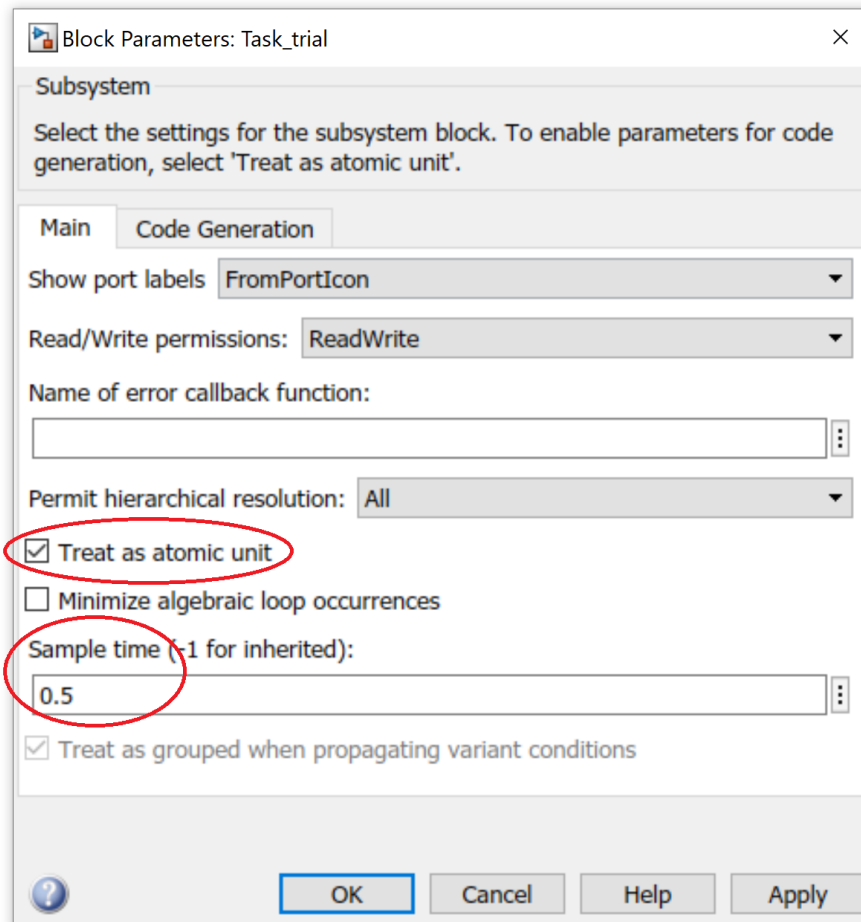 Block Parameters: Task_trial
Subsystem
Select the settings for the subsystem block. To enable parameters for code
generation, select 'Treat as atomic unit'.
Main
Code Generation
Show port labels FromPortIcon
Read/Write permissions: ReadWrite
Name of error callback function:
Permit hierarchical resolution: All
Treat as atomic unit
Minimize algebraic loop occurrences
Sample time (-1 for inherited):
0.5
Treat as grouped when propagating variant conditions
? OK Cancel Help Apply